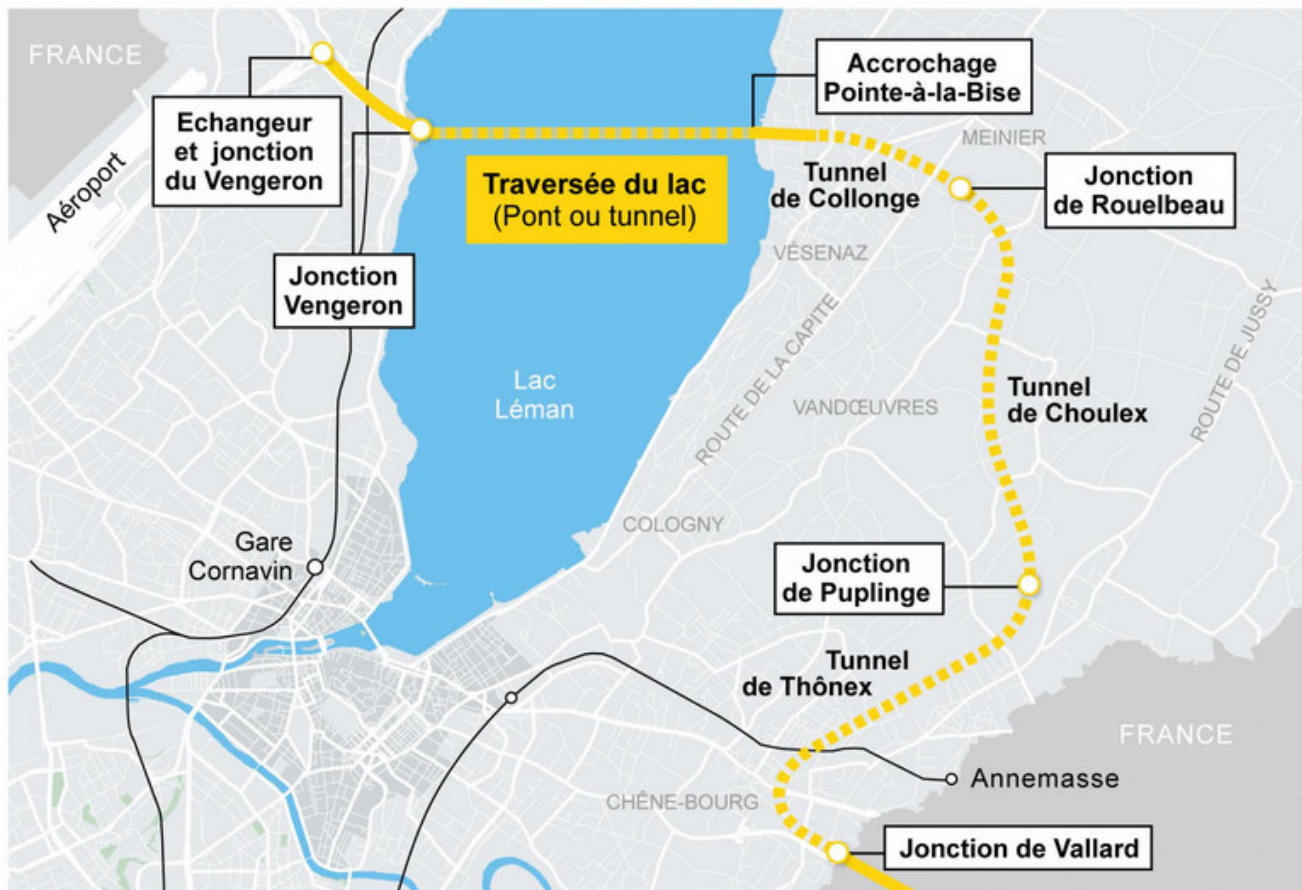 FRANCE
Echangeur
et jonction
du Vengeron
Aéroport
Accrochage
Pointe-à-la-Bise
MEINIER
Traversée du lac
(Pont ou tunnel)
Tunnel
de Collonge
Jonction
de Rouelbeau
Jonction
Vengeron
VÉSENAZ
ROUTE DE LA CAPITE
ROUTE DE JUSSY
Lac
Léman
VANDŒUVRES
Tunnel
de Choulex
COLOGNY
Gare
Cornavin
Jonction
de Puplinge
Tunnel
de Thônex
FRANCE
Annemasse
CHÊNE-BOURG
Jonction de Vallard